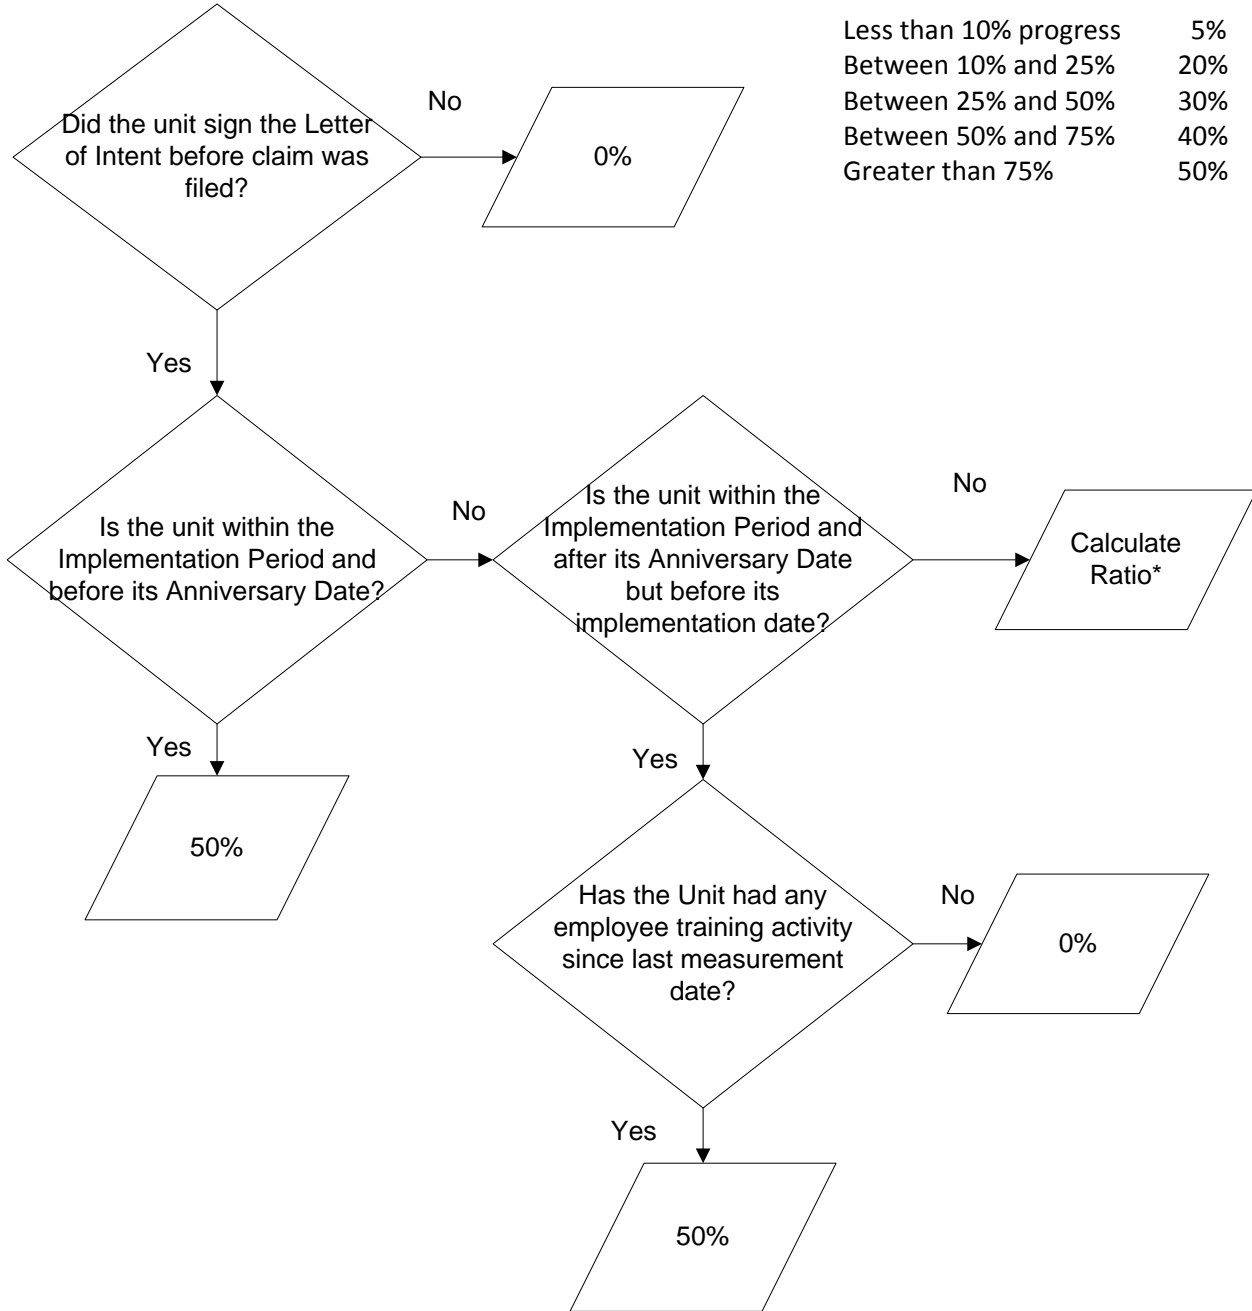 Less than 10% progress 5%
Between 10% and 25% 20%
Between 25% and 50% 30%
Between 50% and 75% 40%
Greater than 75% 50%
Did the unit sign the Letter
of Intent before claim was
filed?
No
0%
Yes
Is the unit within the
Implementation Period and
before its Anniversary Date?
No
Is the unit within the
Implementation Period and
after its Anniversary Date
but before its
implementation date?
No
Calculate
Ratio*
Yes
50%
Yes
Has the Unit had any
employee training activity
since last measurement
date?
No
0%
Yes
50%